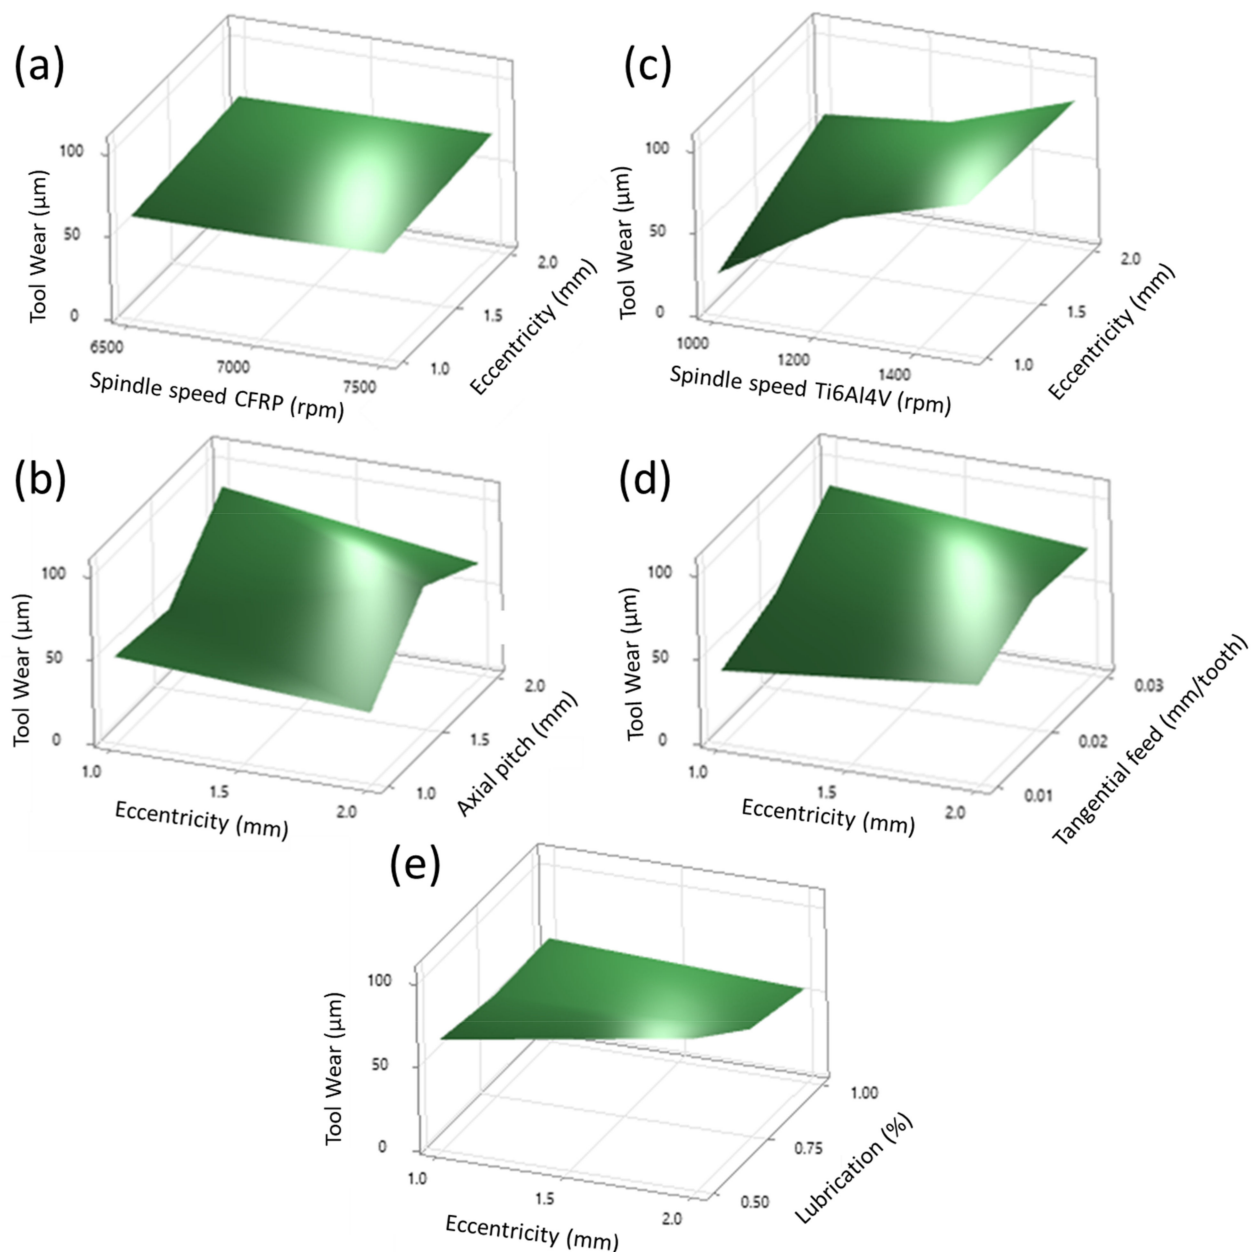 (a)
100
50
0
Tool Wear (µm)
6500
7000
7500
Spindle speed CFRP (rpm)
1.0
1.5
2.0
Eccentricity (mm)
(c)
100
50
0
Tool Wear (µm)
1000
1200
1400
Spindle speed Ti6Al4V (rpm)
1.0
1.5
2.0
Eccentricity (mm)
(b)
100
50
0
Tool Wear (µm)
1.0
1.5
2.0
Eccentricity (mm)
1.0
1.5
2.0
Axial pitch (mm)
(d)
100
50
0
Tool Wear (µm)
1.0
1.5
2.0
Eccentricity (mm)
0.01
0.02
0.03
Tangential feed (mm/tooth)
(e)
100
50
0
Tool Wear (µm)
1.0
1.5
2.0
Eccentricity (mm)
0.50
0.75
1.00
Lubrication (%)